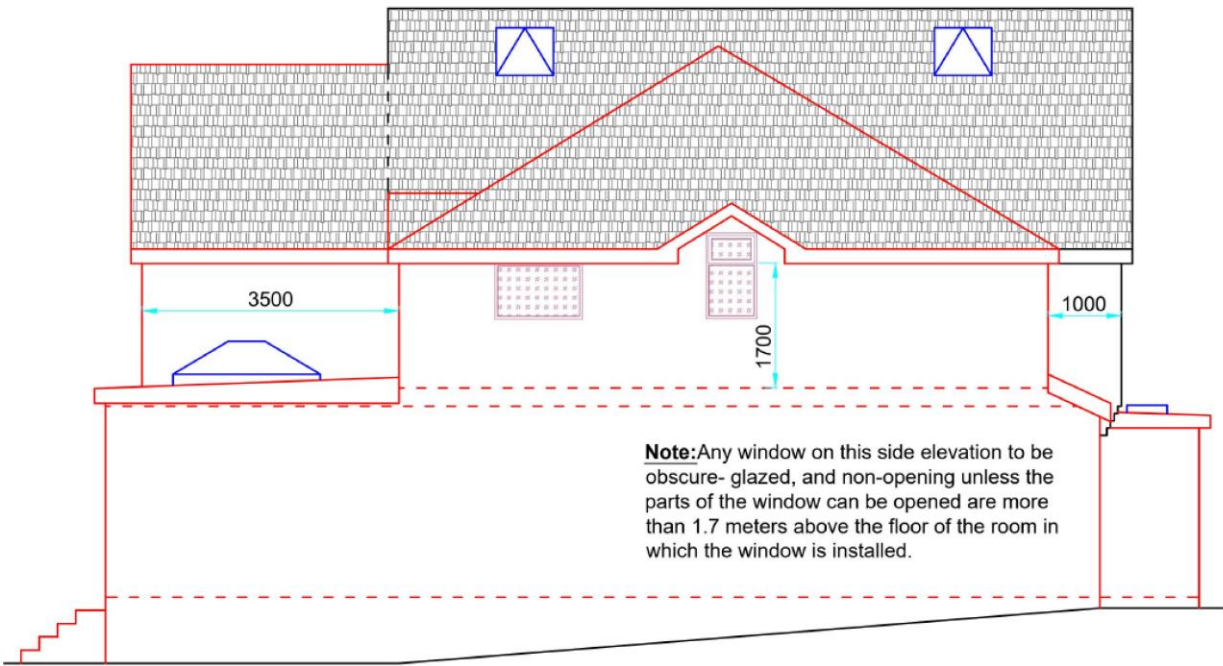 3500
1000
1700
Note:Any window on this side elevation to be
obscure- glazed, and non-opening unless the
parts of the window can be opened are more
than 1.7 meters above the floor of the room in
which the window is installed.